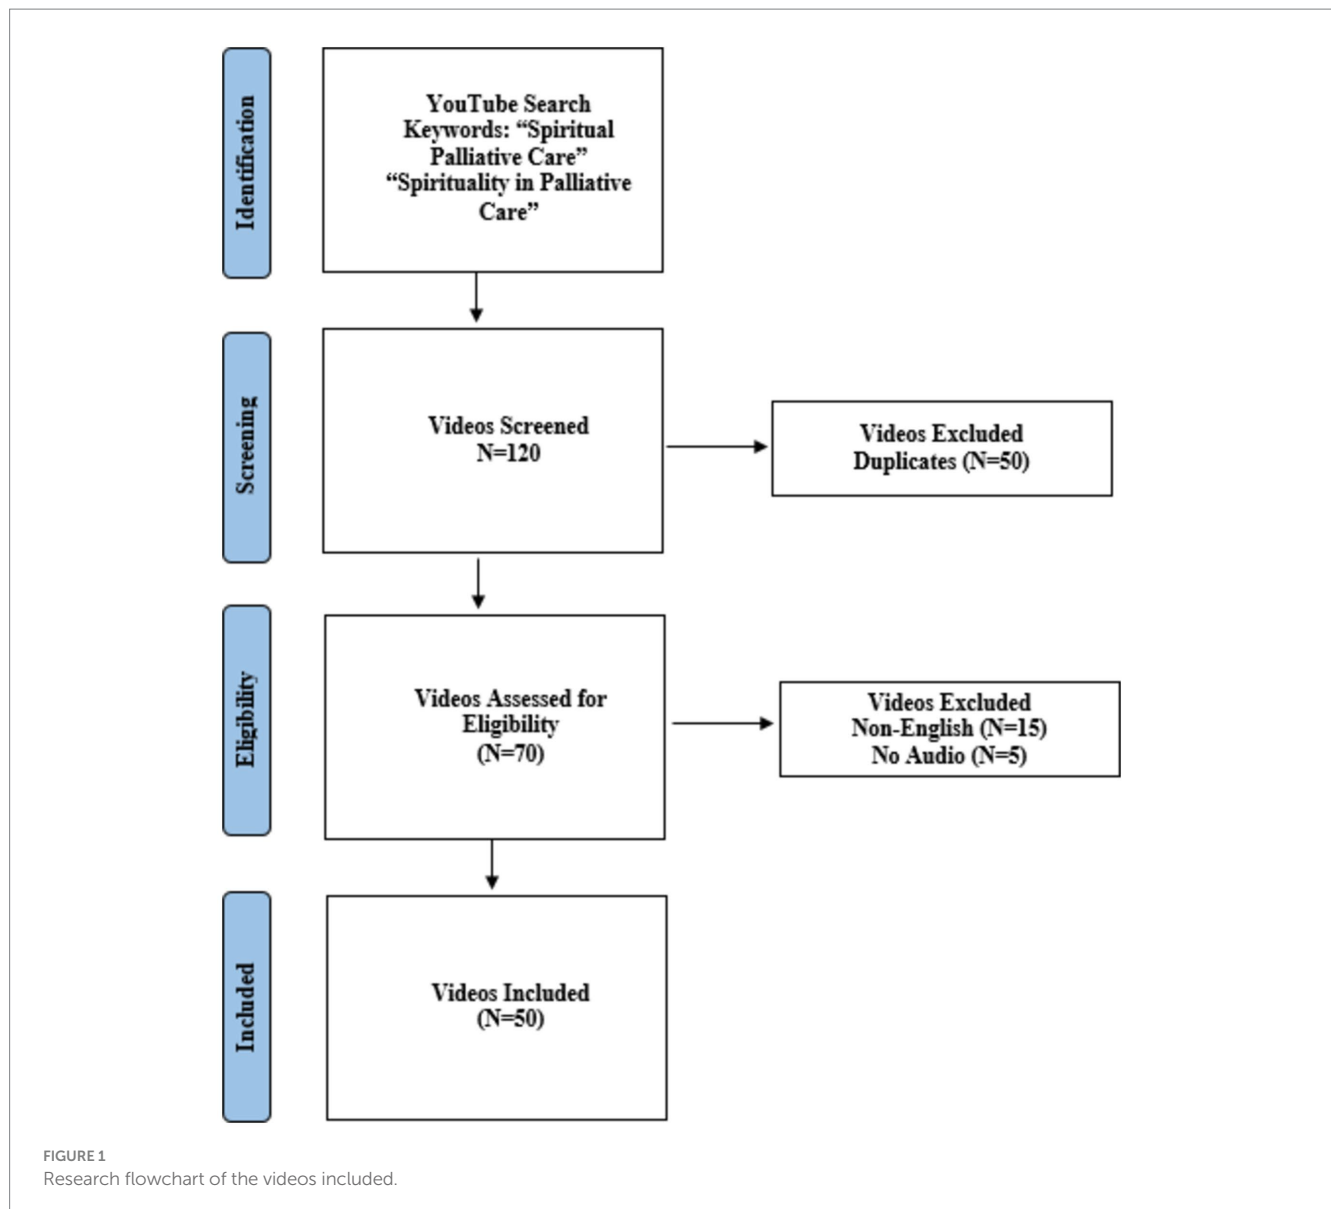 Identification
YouTube Search
Keywords: “Spiritual
Palliative Care”
“Spirituality in Palliative
Care”
Screening
Videos Screened
N=120
Videos Excluded
Duplicates (N=50)
Eligibility
Videos Assessed for
Eligibility
(N=70)
Videos Excluded
Non-English (N=15)
No Audio (N=5)
Included
Videos Included
(N=50)
FIGURE 1
Research flowchart of the videos included.